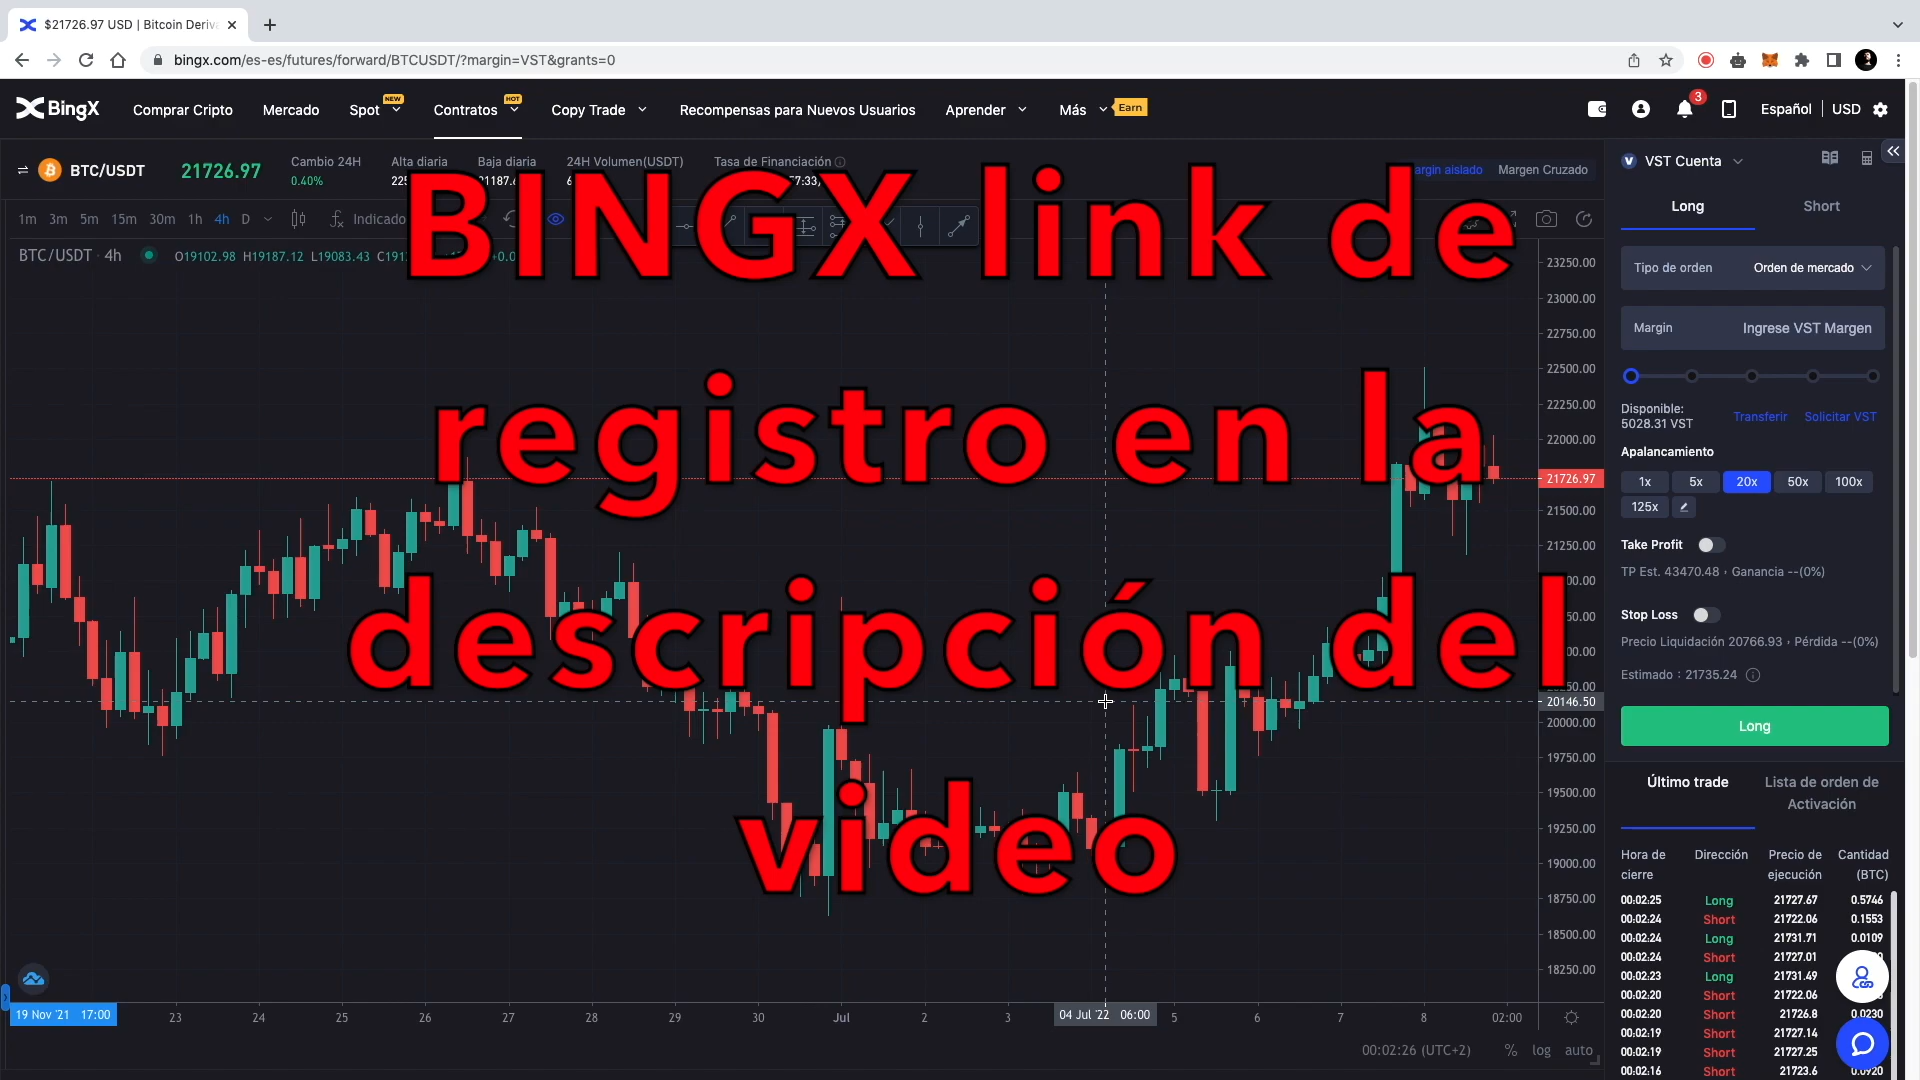 $21726.97 USD | Bitcoin Deriva
bingx.com/es-es/futures/forward/BTCUSDT/?margin=VST&grants=0
BingX
Comprar Cripto
Mercado
Spot NEW
Contratos HOT
Copy Trade
Recompensas para Nuevos Usuarios
Aprender
Más
Earn
3
Español
USD
BTC/USDT
21726.97
Cambio 24H
0.40%
Alta diaria
Baja diaria
24H Volumen(USDT)
Tasa de Financiación
Margen Cruzado
VST Cuenta
1m 3m 5m 15m 30m 1h 4h D
BTC/USDT · 4h
O19102.98 H19187.12 L19083.43
BINGX link de
registro en la
descripción del
video
23250.00
23000.00
22750.00
22500.00
22250.00
22000.00
21726.97
21500.00
21250.00
20146.50
20000.00
19750.00
19500.00
19250.00
19000.00
18750.00
18500.00
18250.00
19 Nov '21 17:00
23 24 25 26 27 28 29 30 Jul 2 3
04 Jul '22 06:00
5 6 7 8 02:00
00:02:26 (UTC+2)
% log auto
Long
Short
Tipo de orden
Orden de mercado
Margin
Ingrese VST Margen
Disponible:
5028.31 VST
Transferir
Solicitar VST
Apalancamiento
1x 5x 20x 50x 100x
125x
Take Profit
TP Est. 43470.48 , Ganancia --(0%)
Stop Loss
Precio Liquidación 20766.93 , Pérdida --(0%)
Estimado : 21735.24
Long
Último trade
Lista de orden de
Activación
Hora de
cierre
Dirección
Precio de
ejecución
Cantidad
(BTC)
00:02:25 Long 21727.67 0.5746
00:02:24 Short 21722.06 0.1553
00:02:24 Long 21731.71 0.0109
00:02:24 Short 21727.01
00:02:23 Long 21731.49
00:02:20 Short 21722.06
00:02:20 Short 21726.8 0.0230
00:02:19 Short 21727.14
00:02:19 Short 21727.25
00:02:16 Short 21723.6 0.0920